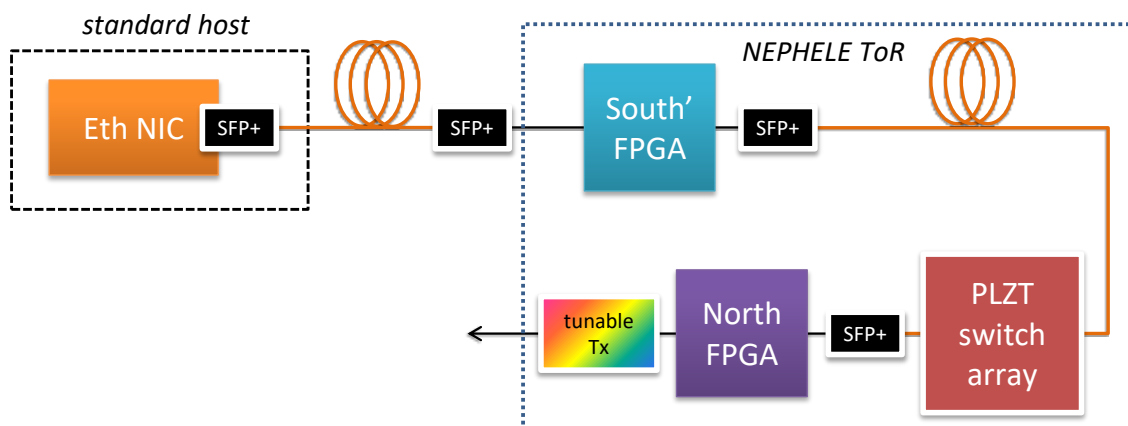 standard host
NEPHELE ToR
Eth NIC
SFP+
SFP+
South’
FPGA
SFP+
tunable
Tx
North
FPGA
SFP+
PLZT
switch
array